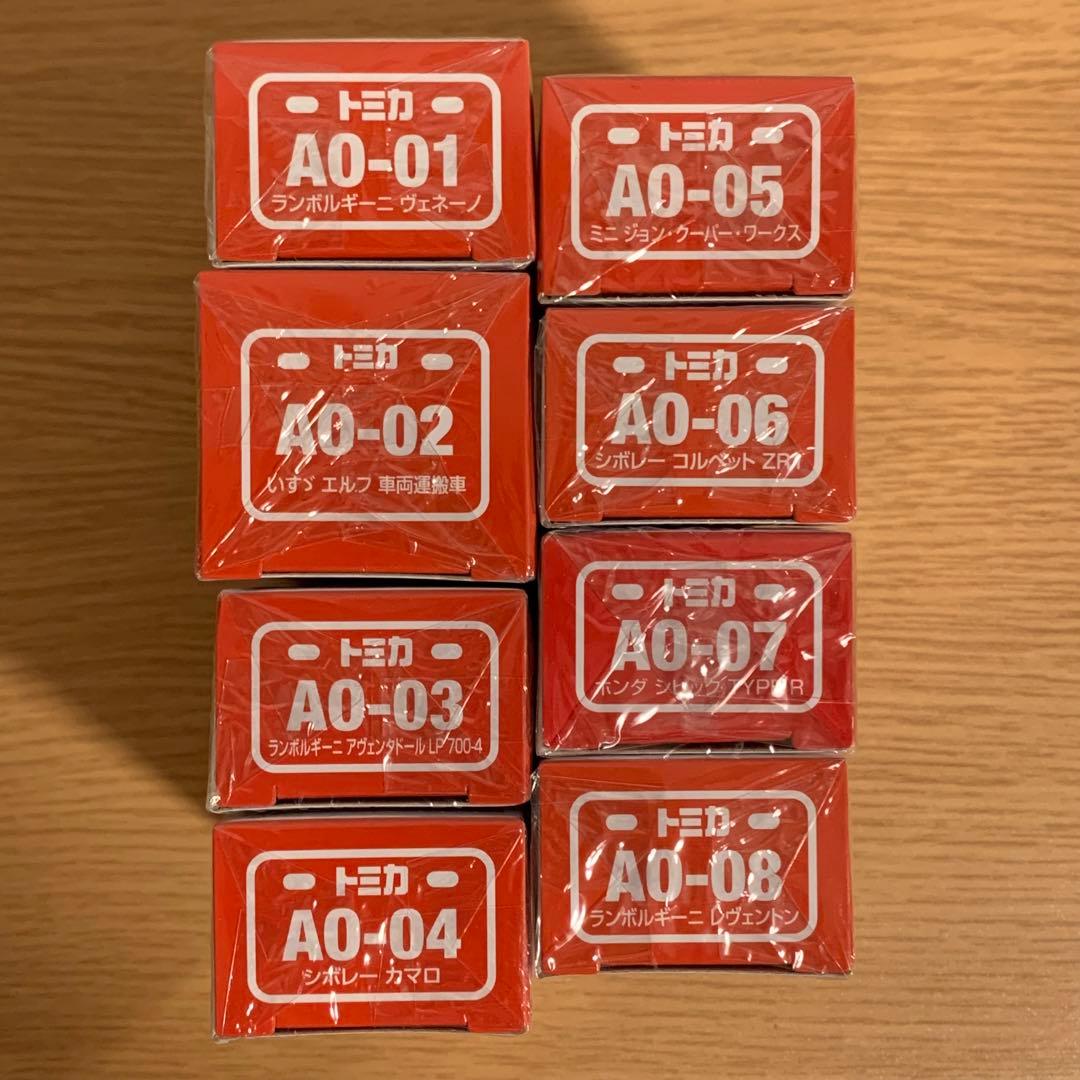 トミカ
AO-01
ランボルギーニ ヴェネーノ
トミカ
AO-02
いすゞ エルフ 車両運搬車
トミカ
AO-03
ランボルギーニ アヴェンタドール LP 700-4
トミカ
AO-04
シボレー カマロ
トミカ
AO-05
ミニ ジョン・クーパー・ワークス
トミカ
AO-06
シボレー コルベット ZR1
トミカ
AO-07
ホンダ シビック TYPE R
トミカ
AO-08
ランボルギーニ レヴェントン